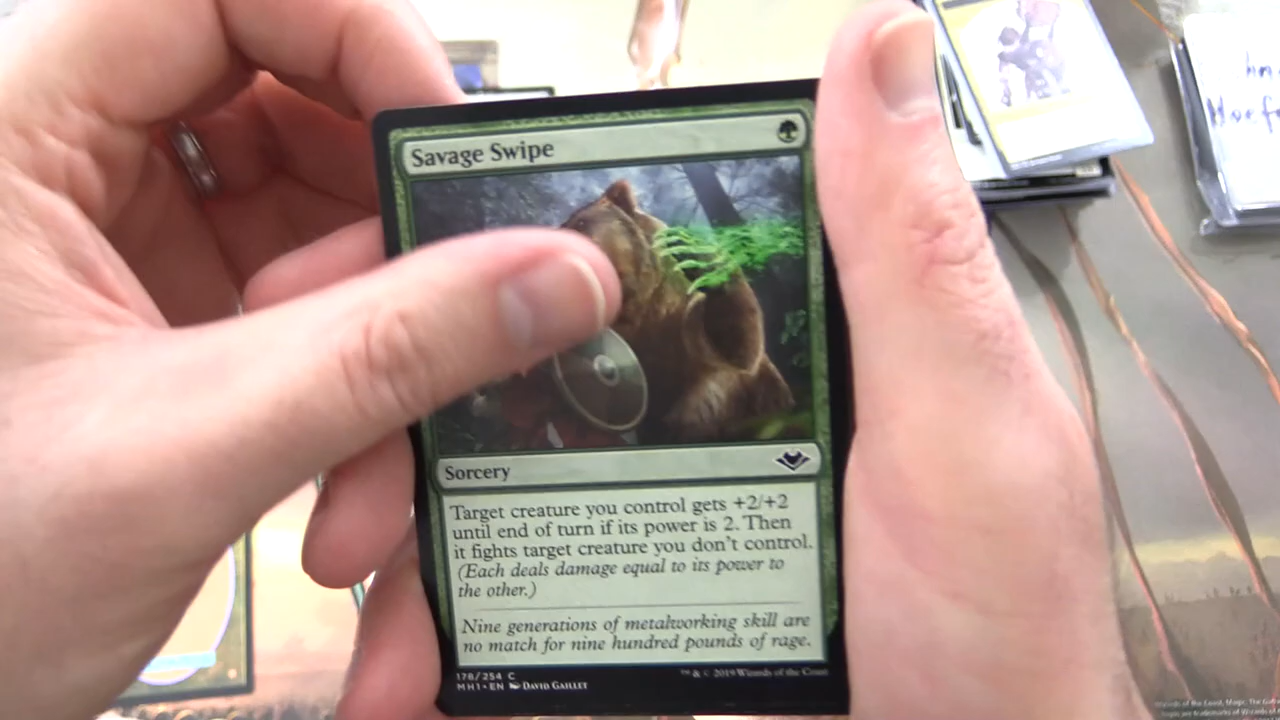 Savage Swipe
Sorcery
Target creature you control gets +2/+2
until end of turn if its power is 2. Then
it fights target creature you don't control.
(Each deals damage equal to its power to
the other.)
Nine generations of metalworking skill are
no match for nine hundred pounds of rage.
178/254 C
MH1 • EN DAVID GAILLET
™ & © 2019 Wizards of the Coast